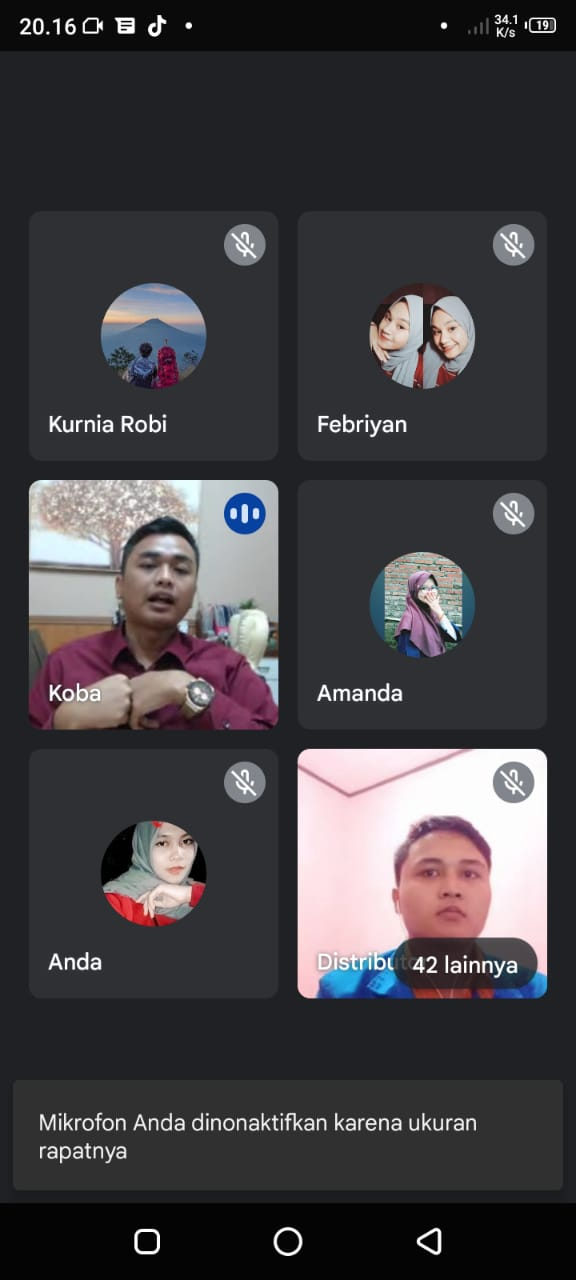 20.16
34.1
K/s
19
Kurnia Robi
Febriyan
Koba
Amanda
Anda
Distributor
42 lainnya
Mikrofon Anda dinonaktifkan karena ukuran
rapatnya